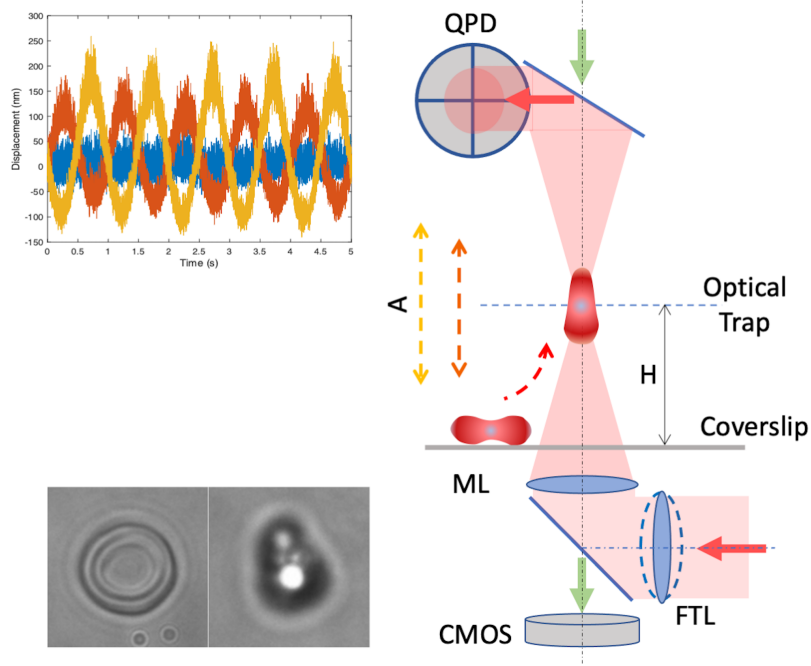 300
250
200
150
100
50
0
-50
-100
-150
Displacement (nm)
0 0.5 1 1.5 2 2.5 3 3.5 4 4.5 5
Time (s)
QPD
A
Optical
Trap
H
Coverslip
ML
FTL
CMOS